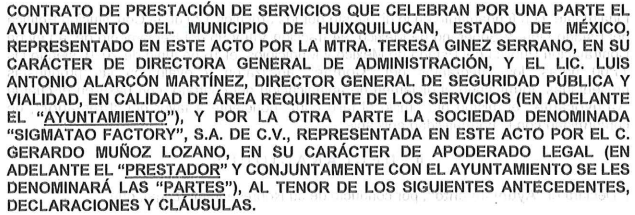 CONTRATO DE PRESTACIÓN DE SERVICIOS QUE CELEBRAN POR UNA PARTE EL
AYUNTAMIENTO DEL MUNICIPIO DE HUIXQUILUCAN, ESTADO DE MÉXICO,
REPRESENTADO EN ESTE ACTO POR LA MTRA. TERESA GINEZ SERRANO, EN SU
CARÁCTER DE DIRECTORA GENERAL DE ADMINISTRACIÓN, Y EL LIC. LUIS
ANTONIO ALARCÓN MARTÍNEZ, DIRECTOR GENERAL DE SEGURIDAD PÚBLICA Y
VIALIDAD, EN CALIDAD DE ÁREA REQUIRENTE DE LOS SERVICIOS (EN ADELANTE
EL "AYUNTAMIENTO"), Y POR LA OTRA PARTE LA SOCIEDAD DENOMINADA
"SIGMATAO FACTORY", S.A. DE C.V., REPRESENTADA EN ESTE ACTO POR EL C.
GERARDO MUÑOZ LOZANO, EN SU CARÁCTER DE APODERADO LEGAL (EN
ADELANTE EL "PRESTADOR" Y CONJUNTAMENTE CON EL AYUNTAMIENTO SE LES
DENOMINARÁ LAS "PARTES"), AL TENOR DE LOS SIGUIENTES ANTECEDENTES,
DECLARACIONES Y CLÁUSULAS.